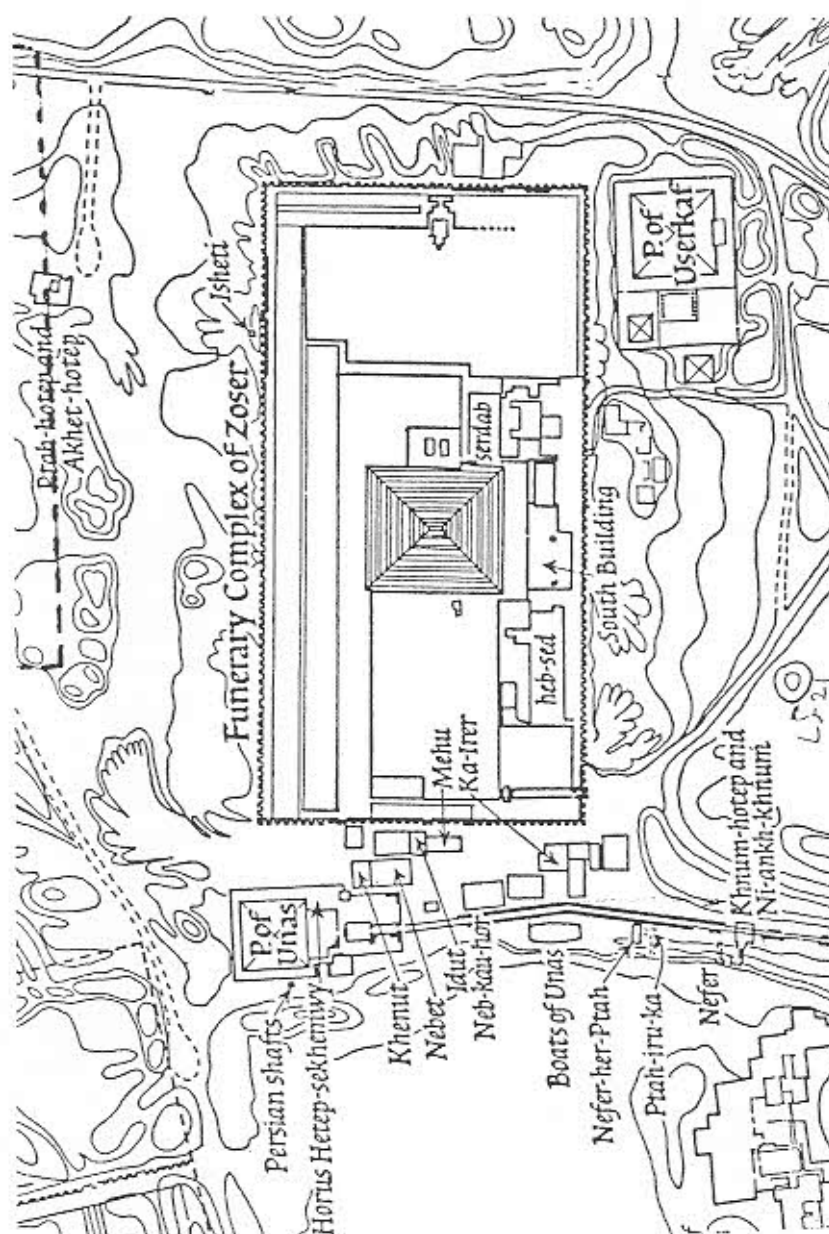 Ptah-hotep and
Akhet-hotep
Isheti
Funerary Complex of Zoser
P. of
Userkaf
serdab
South Building
heb-sed
Mehu
Ka-Irer
P. of
Unas
Persian shafts
Horus Hetep-sekhemwy
Khenut
Nebet
Idut
Neb-kau-hor
Boats of Unas
Nefer-her-Ptah
Ptah-iru-ka
Nefer
Khnum-hotep and
Ni-ankh-khnum
LS 21